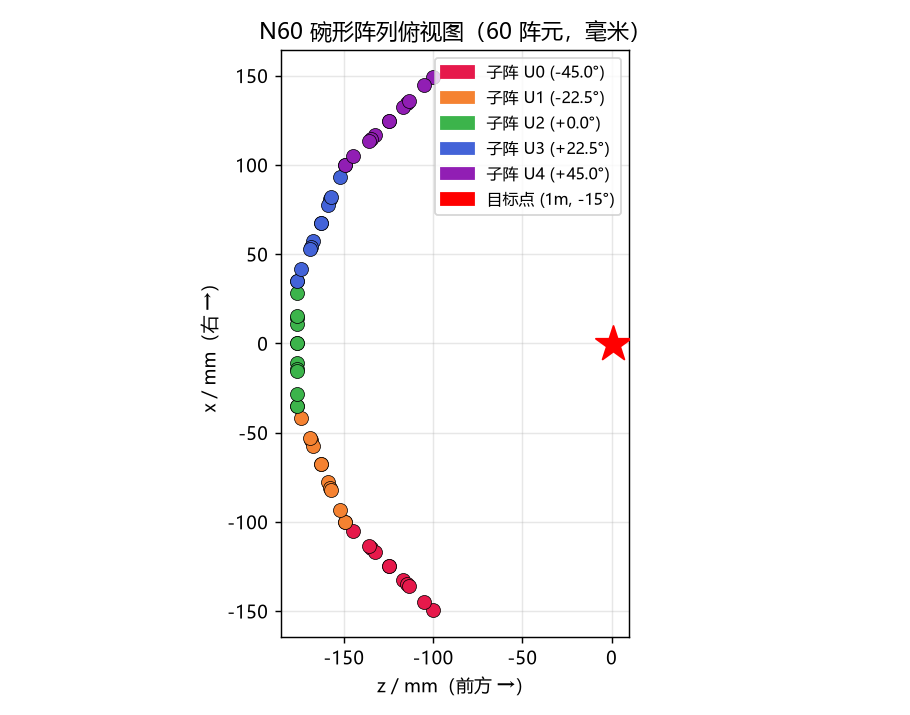 N60 碗形阵列俯视图（60 阵元，毫米）
子阵 U0 (-45.0°)
子阵 U1 (-22.5°)
子阵 U2 (+0.0°)
子阵 U3 (+22.5°)
子阵 U4 (+45.0°)
目标点 (1m, -15°)
x / mm（右 →）
150
100
50
0
-50
-100
-150
-150
-100
-50
0
z / mm（前方 →）